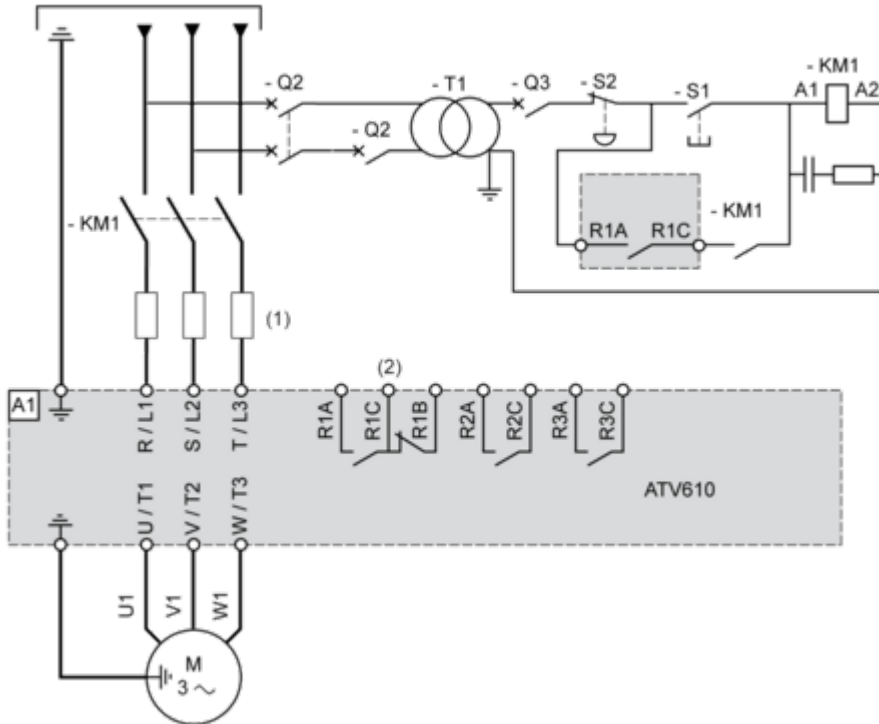 - Q2
- T1
- Q3
- S2
- S1
- KM1
A1
A2
- Q2
- KM1
R1A
R1C
- KM1
(1)
(2)
A1
R / L1
S / L2
T / L3
R1A
R1C
R1B
R2A
R2C
R3A
R3C
U / T1
V / T2
W / T3
ATV610
U1
V1
W1
M
3 ~